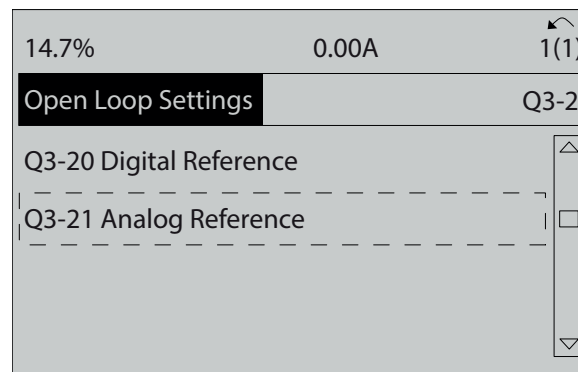 14.7% 0.00A 1(1)
Open Loop Settings Q3-2
Q3-20 Digital Reference
Q3-21 Analog Reference